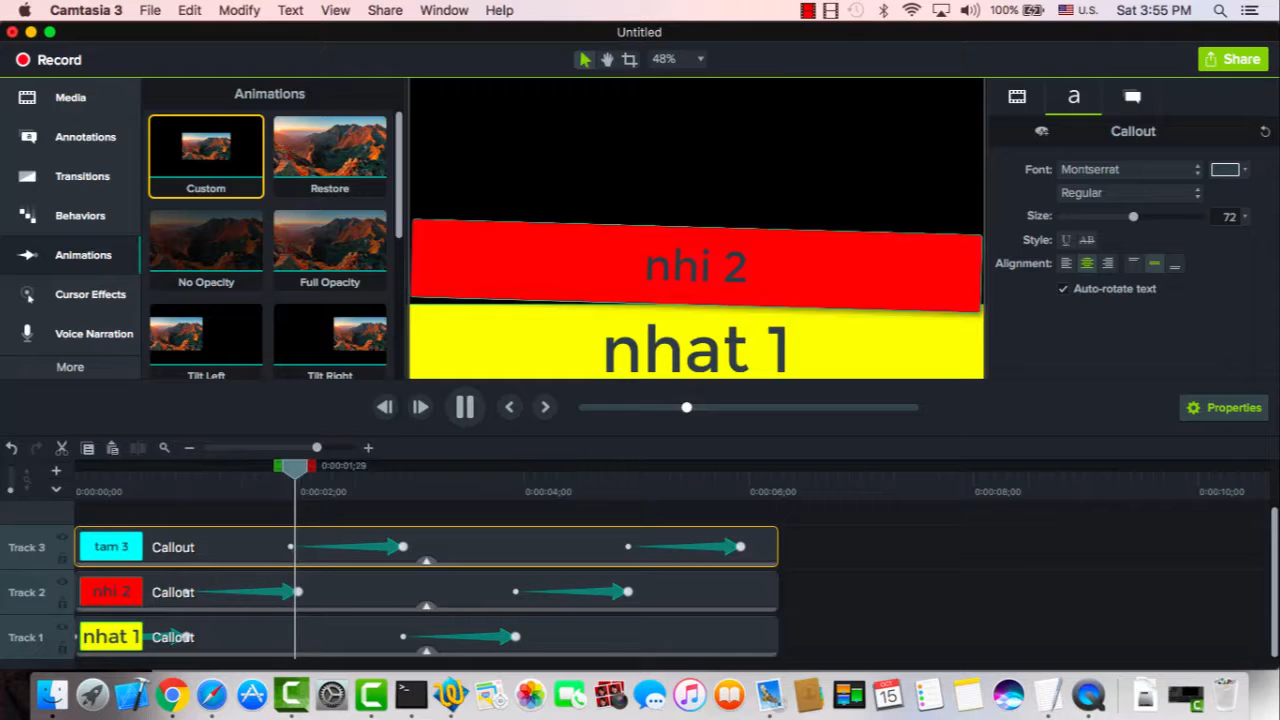 Camtasia 3 File Edit Modify Text View Share Window Help 100% U.S. Sat 3:55 PM
Untitled
Record 48% Share
Media
Annotations
Transitions
Behaviors
Animations
Cursor Effects
Voice Narration
More
Animations
Custom Restore
No Opacity Full Opacity
Tilt Left Tilt Right
nhi 2
nhat 1
a
Callout
Font: Montserrat
Regular
Size: 72
Style: U AB
Alignment:
Auto-rotate text
Properties
0:00:01;29
0:00:00;00 0:00:02;00 0:00:04;00 0:00:06;00 0:00:08;00 0:00:10;00
Track 3 tam 3 Callout
Track 2 nhi 2 Callout
Track 1 nhat 1 Callout
OCT
15